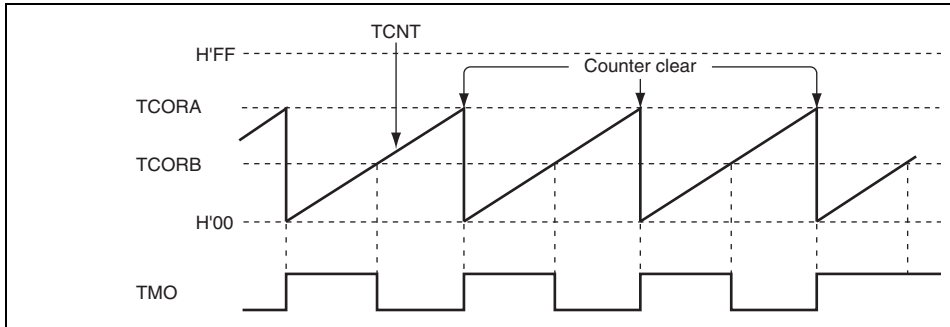 TCNT
H'FF
Counter clear
TCORA
TCORB
H'00
TMO